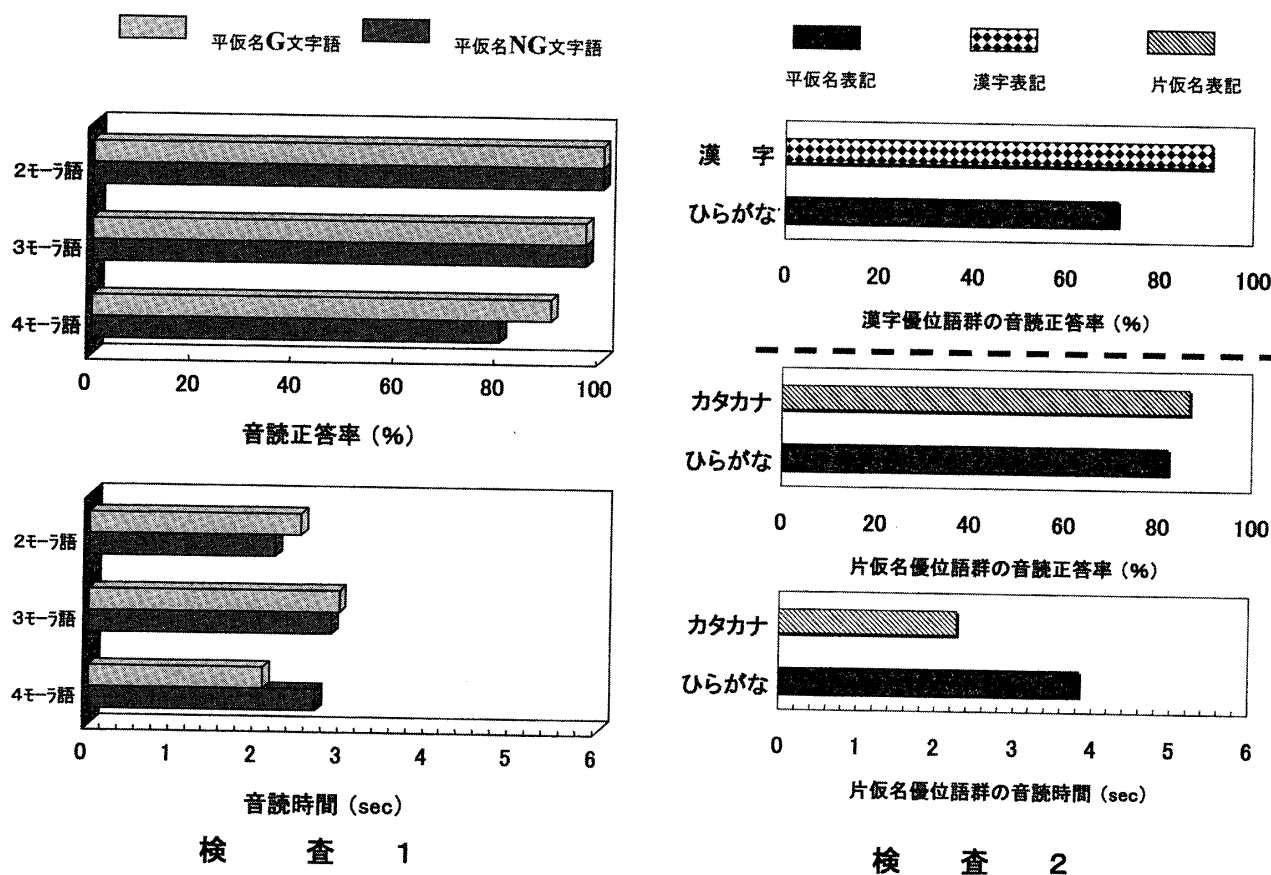 平仮名G文字語 平仮名NG文字語
2モーラ語
3モーラ語
4モーラ語
0 20 40 60 80 100
音読正答率（%）
2モーラ語
3モーラ語
4モーラ語
0 1 2 3 4 5 6
音読時間（sec）
検 査 1
平仮名表記 漢字表記 片仮名表記
漢 字
ひらがな
0 20 40 60 80 100
漢字優位語群の音読正答率（%）
カタカナ
ひらがな
0 20 40 60 80 100
片仮名優位語群の音読正答率（%）
カタカナ
ひらがな
0 1 2 3 4 5 6
片仮名優位語群の音読時間（sec）
検 査 2